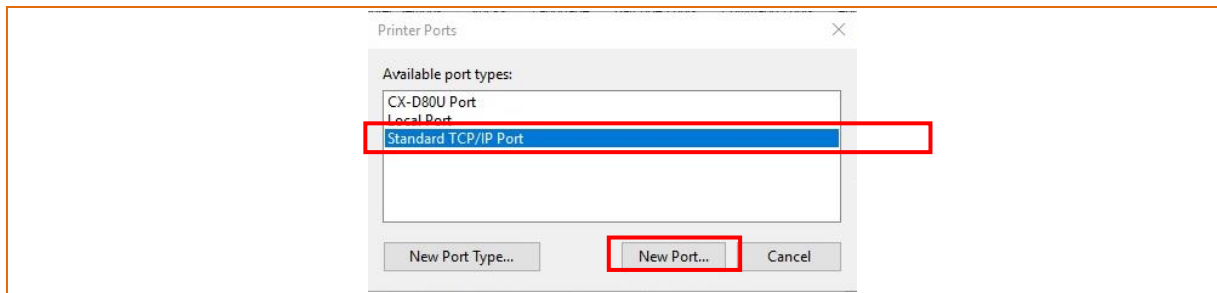 Printer Ports
Available port types:
CX-D80U Port
Local Port
Standard TCP/IP Port
New Port Type... New Port... Cancel